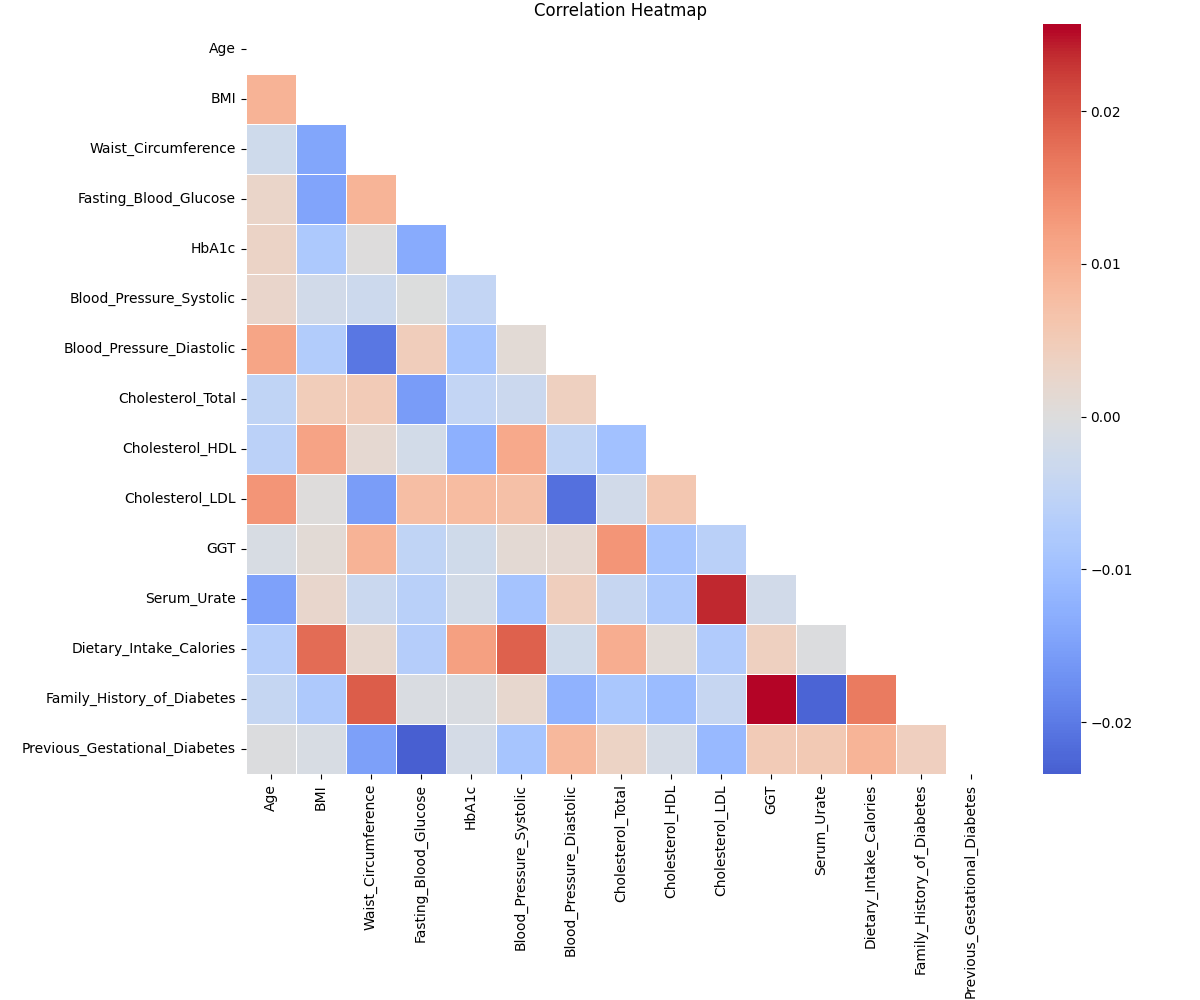 Correlation Heatmap
Age
BMI
Waist_Circumference
Fasting_Blood_Glucose
HbA1c
Blood_Pressure_Systolic
Blood_Pressure_Diastolic
Cholesterol_Total
Cholesterol_HDL
Cholesterol_LDL
GGT
Serum_Urate
Dietary_Intake_Calories
Family_History_of_Diabetes
Previous_Gestational_Diabetes
Age
BMI
Waist_Circumference
Fasting_Blood_Glucose
HbA1c
Blood_Pressure_Systolic
Blood_Pressure_Diastolic
Cholesterol_Total
Cholesterol_HDL
Cholesterol_LDL
GGT
Serum_Urate
Dietary_Intake_Calories
Family_History_of_Diabetes
Previous_Gestational_Diabetes
0.02
0.01
0.00
−0.01
−0.02